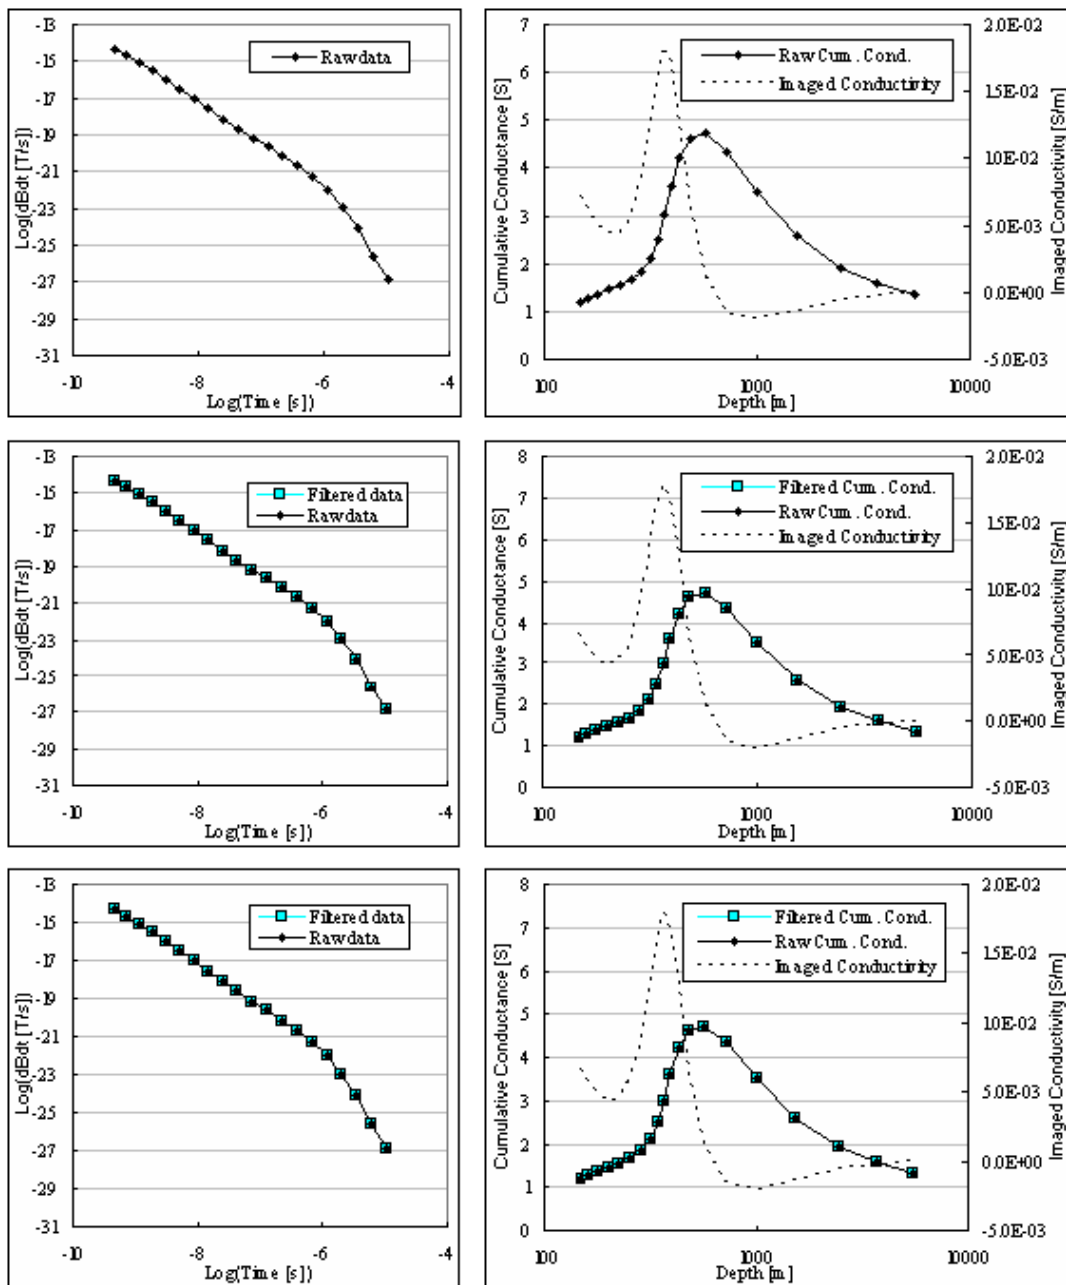 -13
-15
-17
-19
-21
-23
-25
-27
-29
-31
Log(dBdt [T/s])
Raw data
-10
-8
-6
-4
Log(Time [s])
7
6
5
4
3
2
1
0
Cumulative Conductance [S]
Raw Cum. Cond.
Imaged Conductivity
2.0E-02
1.5E-02
1.0E-02
5.0E-03
0.0E+00
-5.0E-03
Imaged Conductivity [S/m]
100
1000
10000
Depth [m]
-13
-15
-17
-19
-21
-23
-25
-27
-29
-31
Log(dBdt [T/s])
Filtered data
Raw data
-10
-8
-6
-4
Log(Time [s])
8
7
6
5
4
3
2
1
0
Cumulative Conductance [S]
Filtered Cum. Cond.
Raw Cum. Cond.
Imaged Conductivity
2.0E-02
1.5E-02
1.0E-02
5.0E-03
0.0E+00
-5.0E-03
Imaged Conductivity [S/m]
100
1000
10000
Depth [m]
-13
-15
-17
-19
-21
-23
-25
-27
-29
-31
Log(dBdt [T/s])
Filtered data
Raw data
-10
-8
-6
-4
Log(Time [s])
8
7
6
5
4
3
2
1
0
Cumulative Conductance [S]
Filtered Cum. Cond.
Raw Cum. Cond.
Imaged Conductivity
2.0E-02
1.5E-02
1.0E-02
5.0E-03
0.0E+00
-5.0E-03
Imaged Conductivity [S/m]
100
1000
10000
Depth [m]